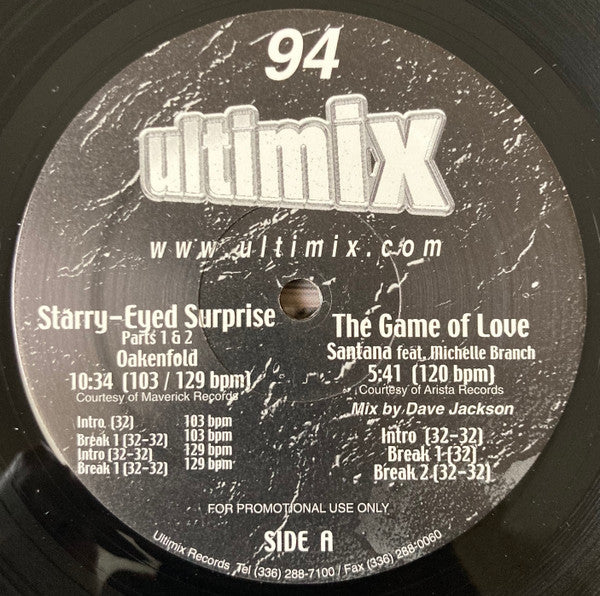 94
ultimix
www.ultimix.com
Starry-Eyed Surprise
Parts 1 & 2
Oakenfold
10:34 (103 / 129 bpm)
Courtesy of Maverick Records
Intro (32) 103 bpm
Break 1 (32-32) 103 bpm
Intro (32-32) 129 bpm
Break 1 (32-32) 129 bpm
The Game of Love
Santana feat. Michelle Branch
5:41 (120 bpm)
Courtesy of Arista Records
Mix by Dave Jackson
Intro (32-32)
Break 1 (32)
Break 2 (32-32)
FOR PROMOTIONAL USE ONLY
SIDE A
Ultimix Records Tel (336) 288-7100 / Fax (336) 288-0060